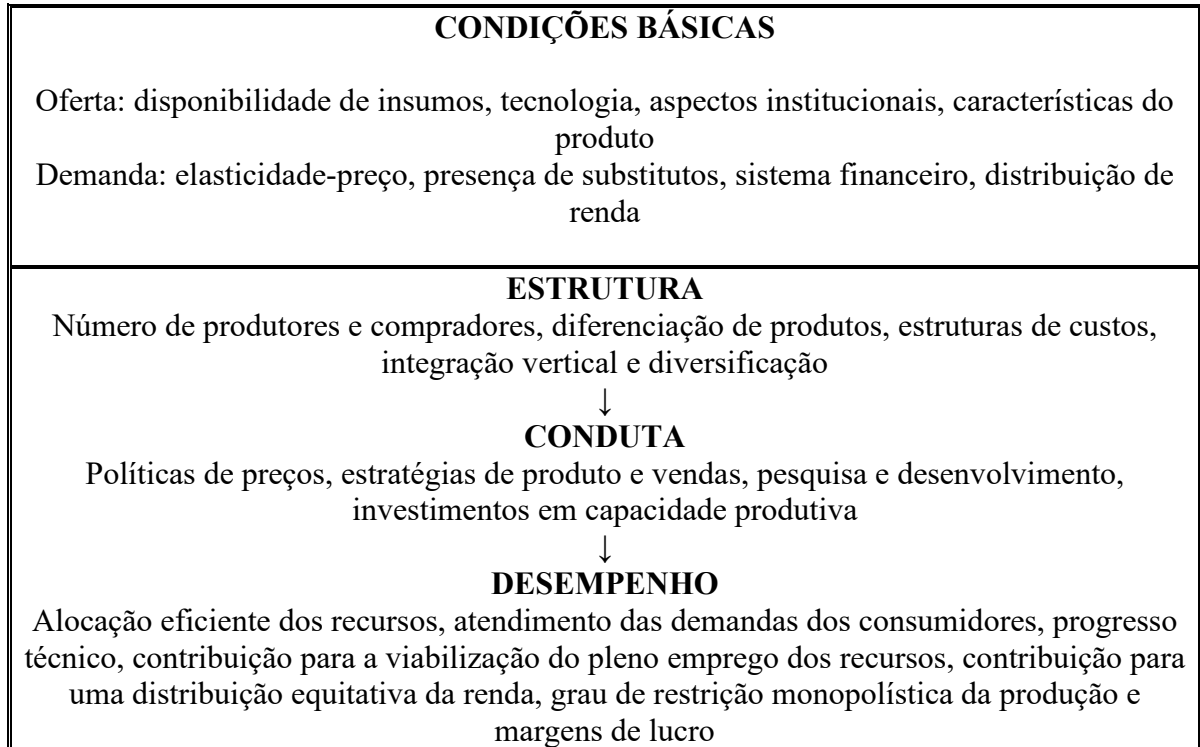 CONDIÇÕES BÁSICAS
Oferta: disponibilidade de insumos, tecnologia, aspectos institucionais, características do
produto
Demanda: elasticidade-preço, presença de substitutos, sistema financeiro, distribuição de
renda
ESTRUTURA
Número de produtores e compradores, diferenciação de produtos, estruturas de custos,
integração vertical e diversificação
↓
CONDUTA
Políticas de preços, estratégias de produto e vendas, pesquisa e desenvolvimento,
investimentos em capacidade produtiva
↓
DESEMPENHO
Alocação eficiente dos recursos, atendimento das demandas dos consumidores, progresso
técnico, contribuição para a viabilização do pleno emprego dos recursos, contribuição para
uma distribuição equitativa da renda, grau de restrição monopolística da produção e
margens de lucro